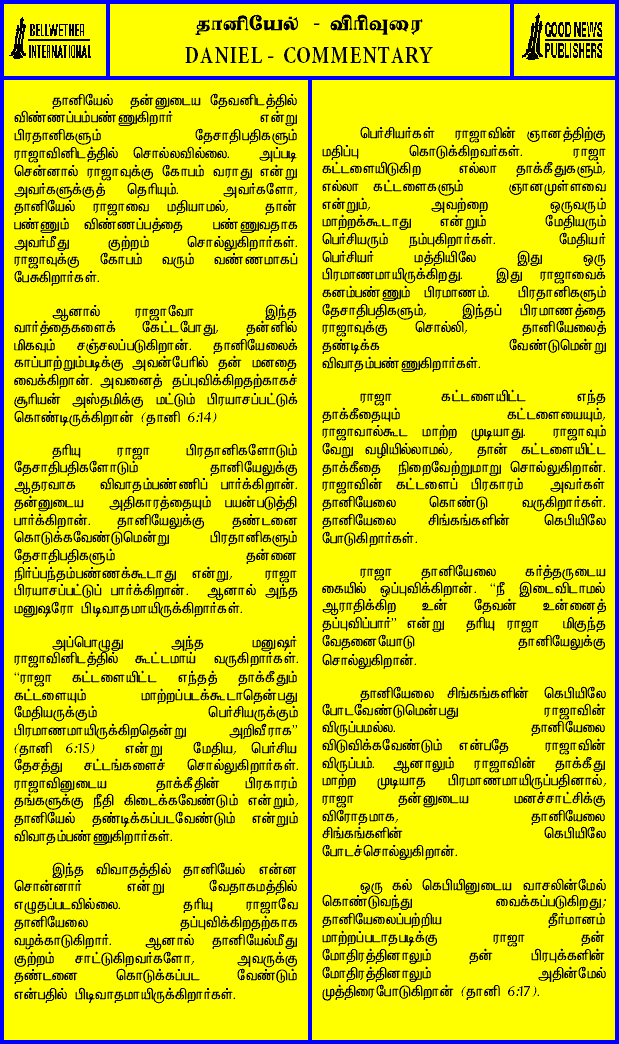 BELLWETHER
INTERNATIONAL
தானியேல் - விரிவுரை
DANIEL - COMMENTARY
GOOD NEWS
PUBLISHERS
தானியேல் தன்னுடைய தேவனிடத்தில்
விண்ணப்பம்பண்ணுகிறார் என்று
பிரதானிகளும் தேசாதிபதிகளும்
ராஜாவினிடத்தில் சொல்லவில்லை. அப்படி
சென்னால் ராஜாவுக்கு கோபம் வராது என்று
அவர்களுக்குத் தெரியும். அவர்களோ,
தானியேல் ராஜாவை மதியாமல், தான்
பண்ணும் விண்ணப்பத்தை பண்ணுவதாக
அவர்மீது குற்றம் சொல்லுகிறார்கள்.
ராஜாவுக்கு கோபம் வரும் வண்ணமாகப்
பேசுகிறார்கள்.
ஆனால் ராஜாவோ இந்த
வார்த்தைகளைக் கேட்டபோது, தன்னில்
மிகவும் சஞ்சலப்படுகிறான். தானியேலைக்
காப்பாற்றும்படிக்கு அவன்பேரில் தன் மனதை
வைக்கிறான். அவனைத் தப்புவிக்கிறதற்காகச்
சூரியன் அஸ்தமிக்கு மட்டும் பிரயாசப்பட்டுக்
கொண்டிருக்கிறான் (தானி 6:14)
தரியு ராஜா பிரதானிகளோடும்
தேசாதிபதிகளோடும் தானியேலுக்கு
ஆதரவாக விவாதம்பண்ணிப் பார்க்கிறான்.
தன்னுடைய அதிகாரத்தையும் பயன்படுத்தி
பார்க்கிறான். தானியேலுக்கு தண்டனை
கொடுக்கவேண்டுமென்று பிரதானிகளும்
தேசாதிபதிகளும் தன்னை
நிர்ப்பந்தம்பண்ணக்கூடாது என்று, ராஜா
பிரயாசப்பட்டுப் பார்க்கிறான். ஆனால் அந்த
மனுஷரோ பிடிவாதமாயிருக்கிறார்கள்.
அப்பொழுது அந்த மனுஷர்
ராஜாவினிடத்தில் கூட்டமாய் வருகிறார்கள்.
“ராஜா கட்டளையிட்ட எந்தத் தாக்கீதும்
கட்டளையும் மாற்றப்படக்கூடாதென்பது
மேதியருக்கும் பெர்சியருக்கும்
பிரமாணமாயிருக்கிறதென்று அறிவீராக”
(தானி 6:15) என்று மேதிய, பெர்சிய
தேசத்து சட்டங்களைச் சொல்லுகிறார்கள்.
ராஜாவினுடைய தாக்கீதின் பிரகாரம்
தங்களுக்கு நீதி கிடைக்கவேண்டும் என்றும்,
தானியேல் தண்டிக்கப்படவேண்டும் என்றும்
விவாதம்பண்ணுகிறார்கள்.
இந்த விவாதத்தில் தானியேல் என்ன
சொன்னார் என்று வேதாகமத்தில்
எழுதப்படவில்லை. தரியு ராஜாவே
தானியேலை தப்புவிக்கிறதற்காக
வழக்காடுகிறார். ஆனால் தானியேல்மீது
குற்றம் சாட்டுகிறவர்களோ, அவருக்கு
தண்டனை கொடுக்கப்பட வேண்டும்
என்பதில் பிடிவாதமாயிருக்கிறார்கள்.
பெர்சியர்கள் ராஜாவின் ஞானத்திற்கு
மதிப்பு கொடுக்கிறவர்கள். ராஜா
கட்டளையிடுகிற எல்லா தாக்கீதுகளும்,
எல்லா கட்டளைகளும் ஞானமுள்ளவை
என்றும், அவற்றை ஒருவரும்
மாற்றக்கூடாது என்றும் மேதியரும்
பெர்சியரும் நம்புகிறார்கள். மேதியர்
பெர்சியர் மத்தியிலே இது ஒரு
பிரமாணமாயிருக்கிறது. இது ராஜாவைக்
கனம்பண்ணும் பிரமாணம். பிரதானிகளும்
தேசாதிபதிகளும், இந்தப் பிரமாணத்தை
ராஜாவுக்கு சொல்லி, தானியேலைத்
தண்டிக்க வேண்டுமென்று
விவாதம்பண்ணுகிறார்கள்.
ராஜா கட்டளையிட்ட எந்த
தாக்கீதையும் கட்டளையையும்,
ராஜாவால்கூட மாற்ற முடியாது. ராஜாவும்
வேறு வழியில்லாமல், தான் கட்டளையிட்ட
தாக்கீதை நிறைவேற்றுமாறு சொல்லுகிறான்.
ராஜாவின் கட்டளைப் பிரகாரம் அவர்கள்
தானியேலை கொண்டு வருகிறார்கள்.
தானியேலை சிங்கங்களின் கெபியிலே
போடுகிறார்கள்.
ராஜா தானியேலை கர்த்தருடைய
கையில் ஒப்புவிக்கிறான். “நீ இடைவிடாமல்
ஆராதிக்கிற உன் தேவன் உன்னைத்
தப்புவிப்பார்” என்று தரியு ராஜா மிகுந்த
வேதனையோடு தானியேலுக்கு
சொல்லுகிறான்.
தானியேலை சிங்கங்களின் கெபியிலே
போடவேண்டுமென்பது ராஜாவின்
விருப்பமல்ல. தானியேலை
விடுவிக்கவேண்டும் என்பதே ராஜாவின்
விருப்பம். ஆனாலும் ராஜாவின் தாக்கீது
மாற்ற முடியாத பிரமாணமாயிருப்பதினால்,
ராஜா தன்னுடைய மனச்சாட்சிக்கு
விரோதமாக, தானியேலை
சிங்கங்களின் கெபியிலே
போடச்சொல்லுகிறான்.
ஒரு கல் கெபியினுடைய வாசலின்மேல்
கொண்டுவந்து வைக்கப்படுகிறது;
தானியேலைப்பற்றிய தீர்மானம்
மாற்றப்படாதபடிக்கு ராஜா தன்
மோதிரத்தினாலும் தன் பிரபுக்களின்
மோதிரத்தினாலும் அதின்மேல்
முத்திரைபோடுகிறான் (தானி 6:17).